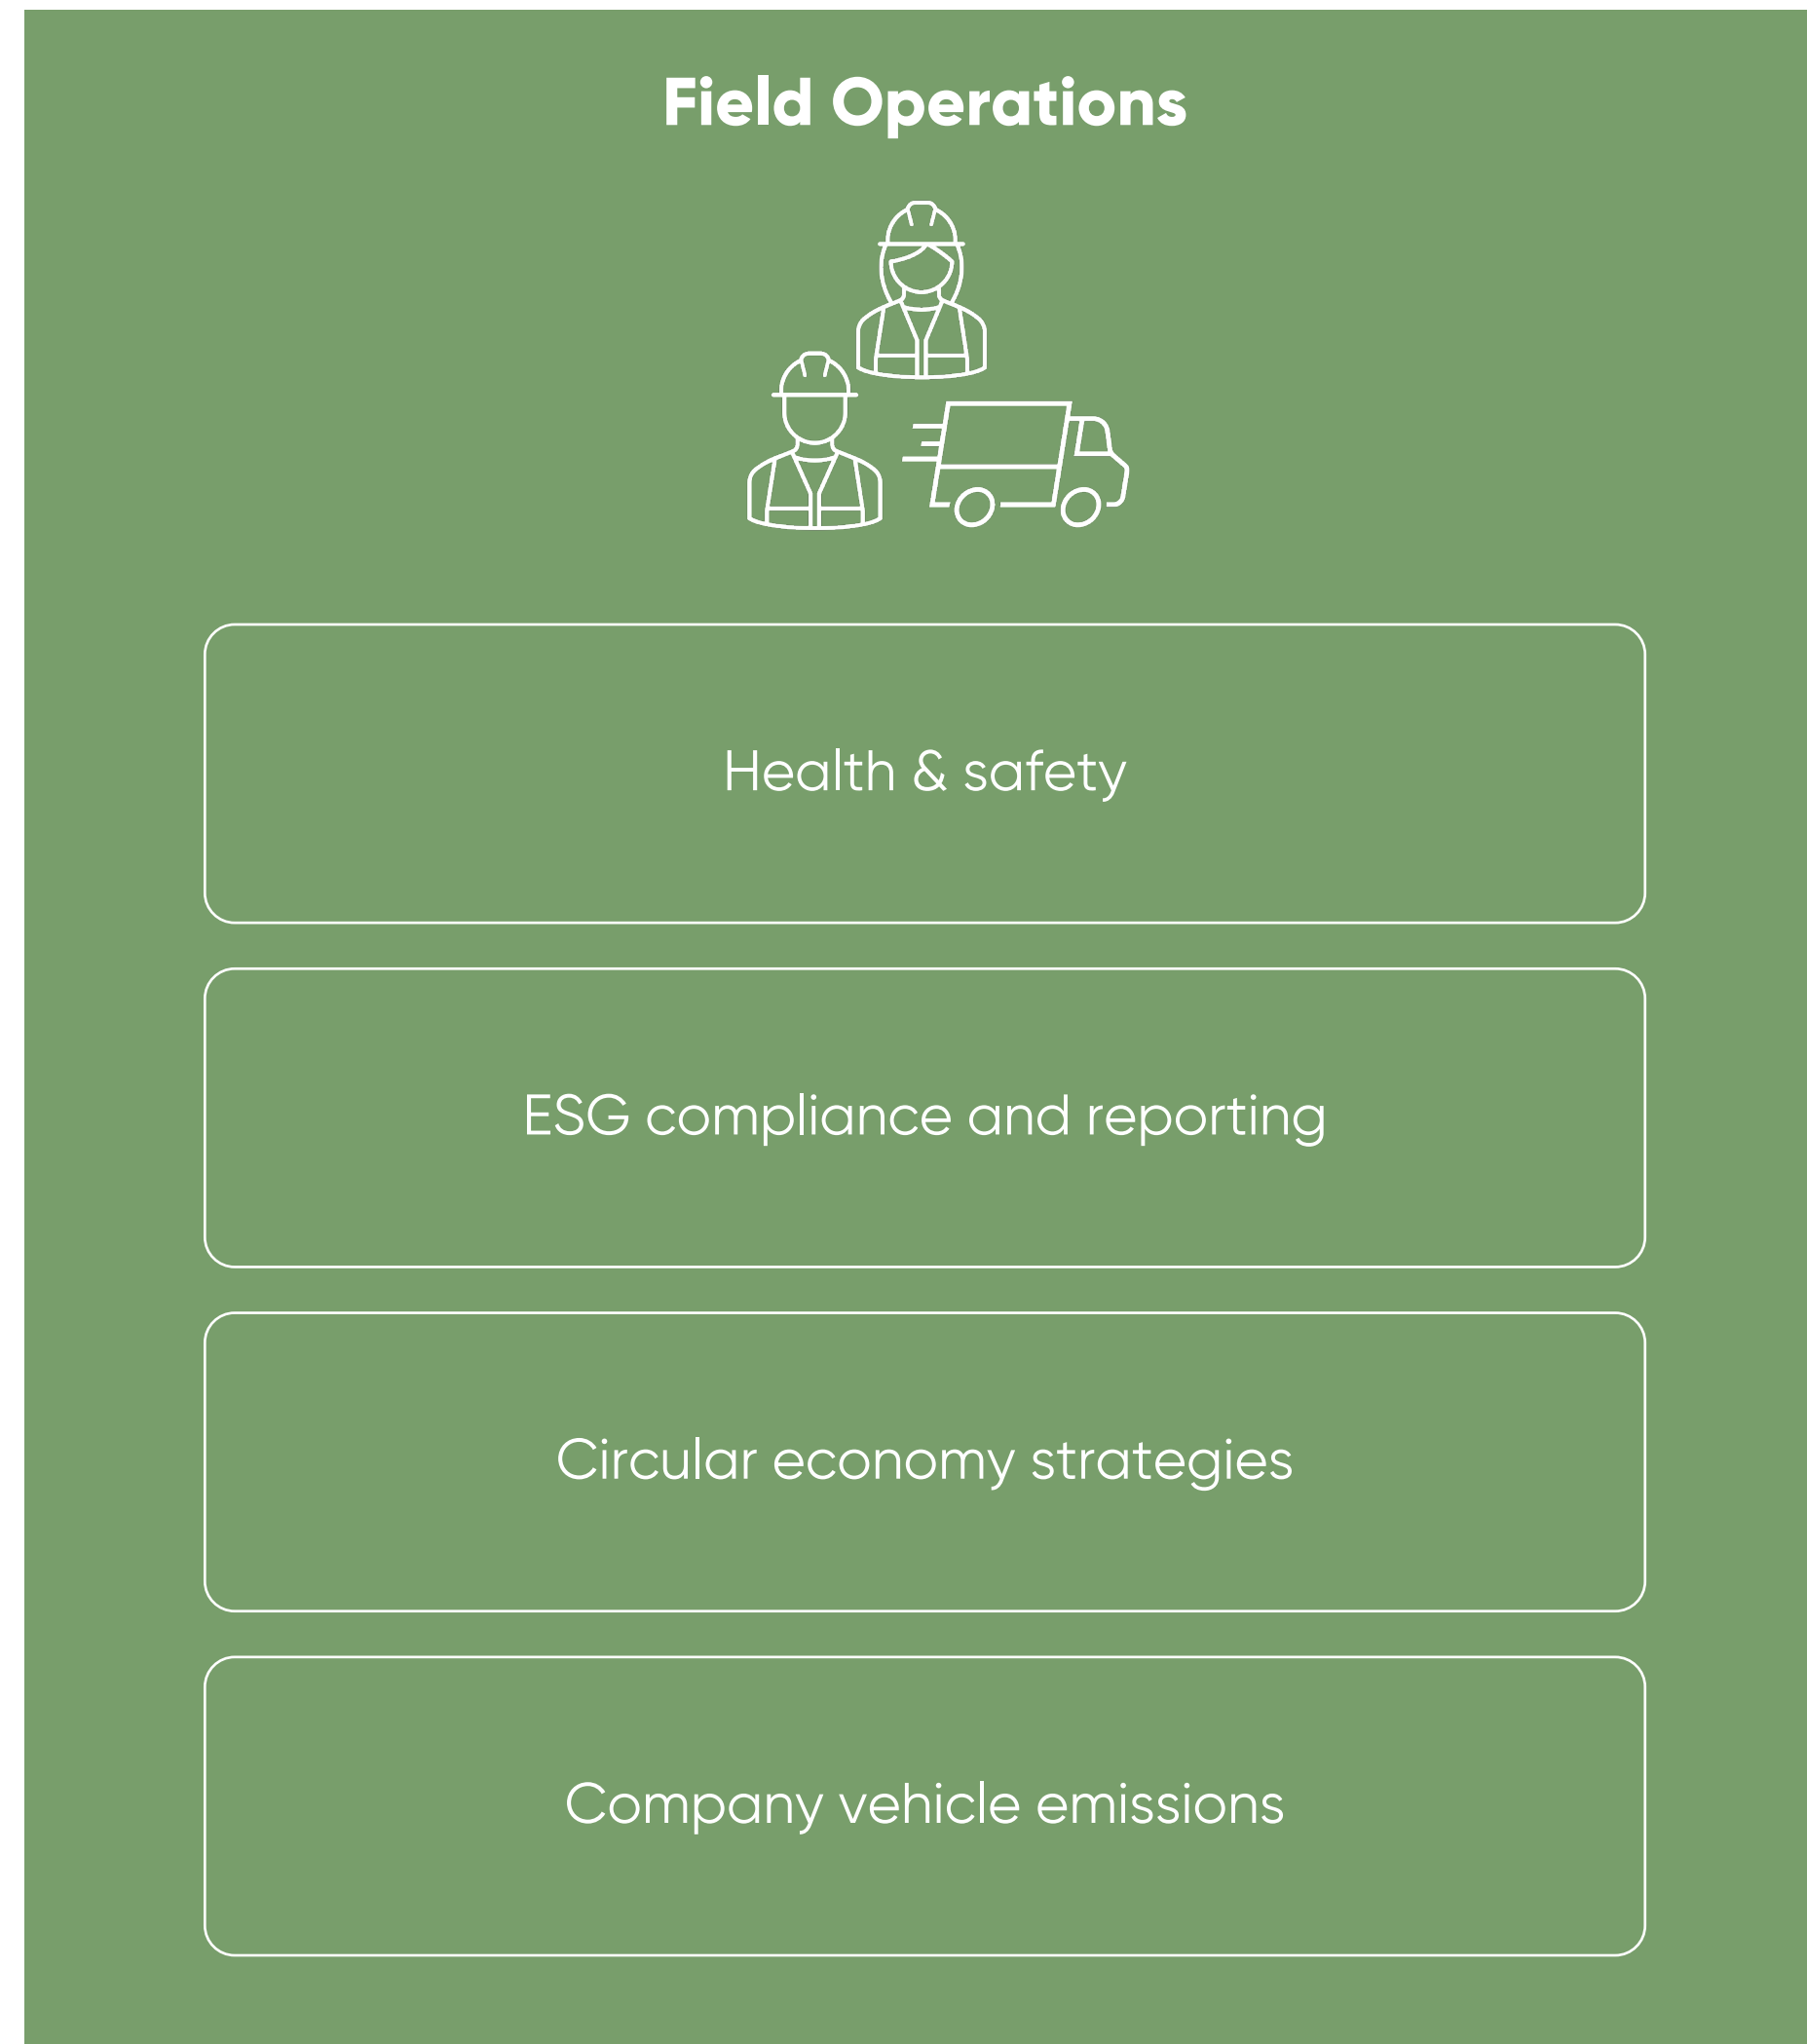 Field Operations
Health & safety
ESG compliance and reporting
Circular economy strategies
Company vehicle emissions